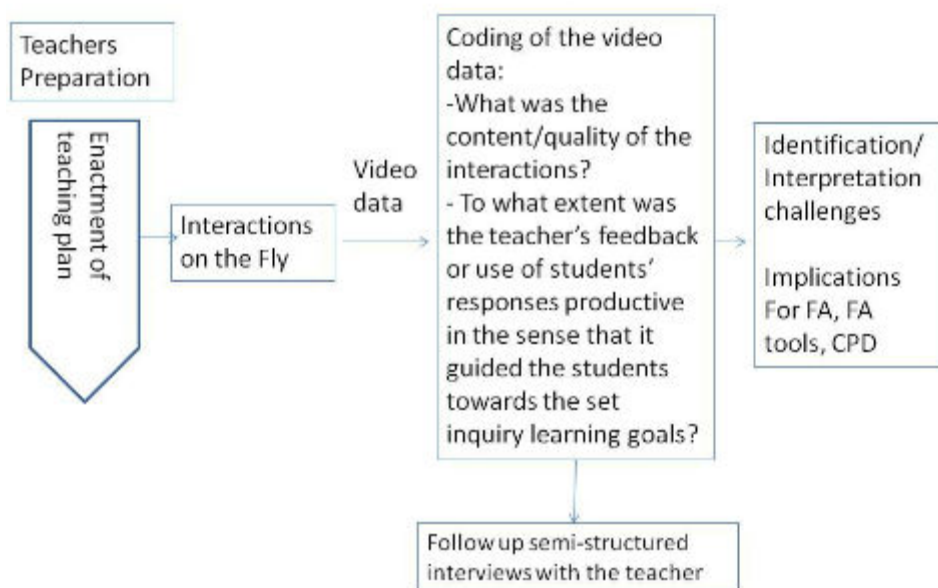 Teachers
Preparation
Enactment of
teaching plan
Interactions
on the Fly
Video
data
Coding of the video
data:
-What was the
content/quality of the
interactions?
- To what extent was
the teacher’s feedback
or use of students’
responses productive
in the sense that it
guided the students
towards the set
inquiry learning goals?
Identification/
Interpretation
challenges
Implications
For FA, FA
tools, CPD
Follow up semi-structured
interviews with the teacher